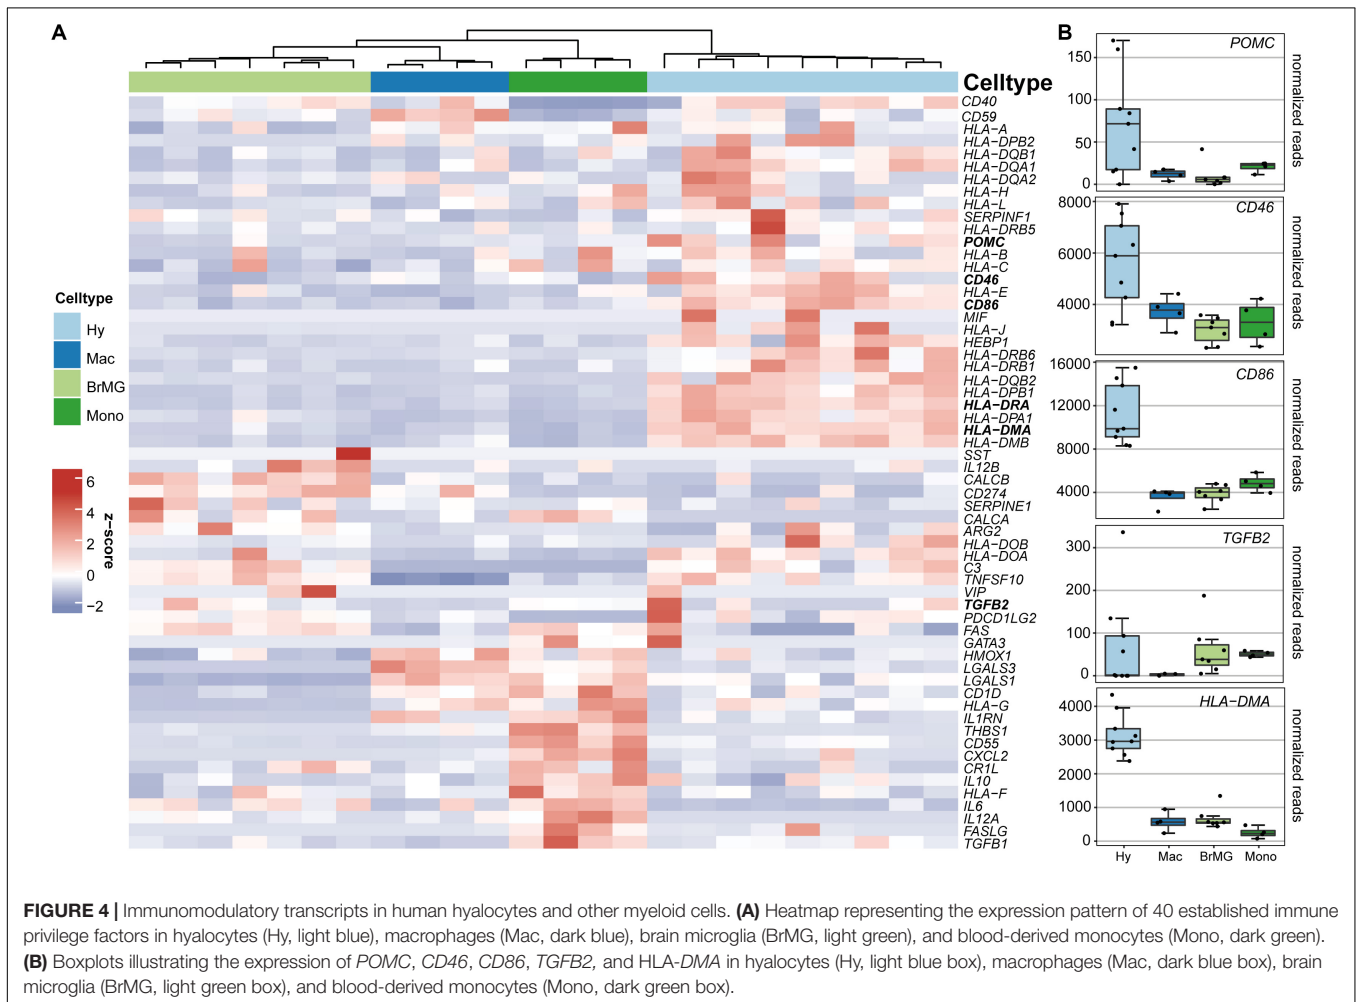 A
Celltype
CD40
CD59
HLA−A
HLA−DPB2
HLA−DQB1
HLA−DQA1
HLA−DQA2
HLA−H
HLA−L
SERPINF1
HLA−DRB5
POMC
HLA−B
HLA−C
CD46
HLA−E
CD86
MIF
HLA−J
HEBP1
HLA−DRB6
HLA−DRB1
HLA−DQB2
HLA−DPB1
HLA−DRA
HLA−DPA1
HLA−DMA
HLA−DMB
SST
IL12B
CALCB
CD274
SERPINE1
CALCA
ARG2
HLA−DOB
HLA−DOA
C3
TNFSF10
VIP
TGFB2
PDCD1LG2
FAS
GATA3
HMOX1
LGALS3
LGALS1
CD1D
HLA−G
IL1RN
THBS1
CD55
CXCL2
CR1L
IL10
HLA−F
IL6
IL12A
FASLG
TGFB1
Celltype
Hy
Mac
BrMG
Mono
6
4
2
0
−2
z−score
B
POMC
150
100
50
0
normalized reads
CD46
8000
6000
4000
normalized reads
CD86
16000
12000
8000
4000
normalized reads
TGFB2
300
200
100
0
normalized reads
HLA−DMA
4000
3000
2000
1000
0
normalized reads
Hy Mac BrMG Mono
FIGURE 4 | Immunomodulatory transcripts in human hyalocytes and other myeloid cells. (A) Heatmap representing the expression pattern of 40 established immune
privilege factors in hyalocytes (Hy, light blue), macrophages (Mac, dark blue), brain microglia (BrMG, light green), and blood-derived monocytes (Mono, dark green).
(B) Boxplots illustrating the expression of POMC, CD46, CD86, TGFB2, and HLA-DMA in hyalocytes (Hy, light blue box), macrophages (Mac, dark blue box), brain
microglia (BrMG, light green box), and blood-derived monocytes (Mono, dark green box).